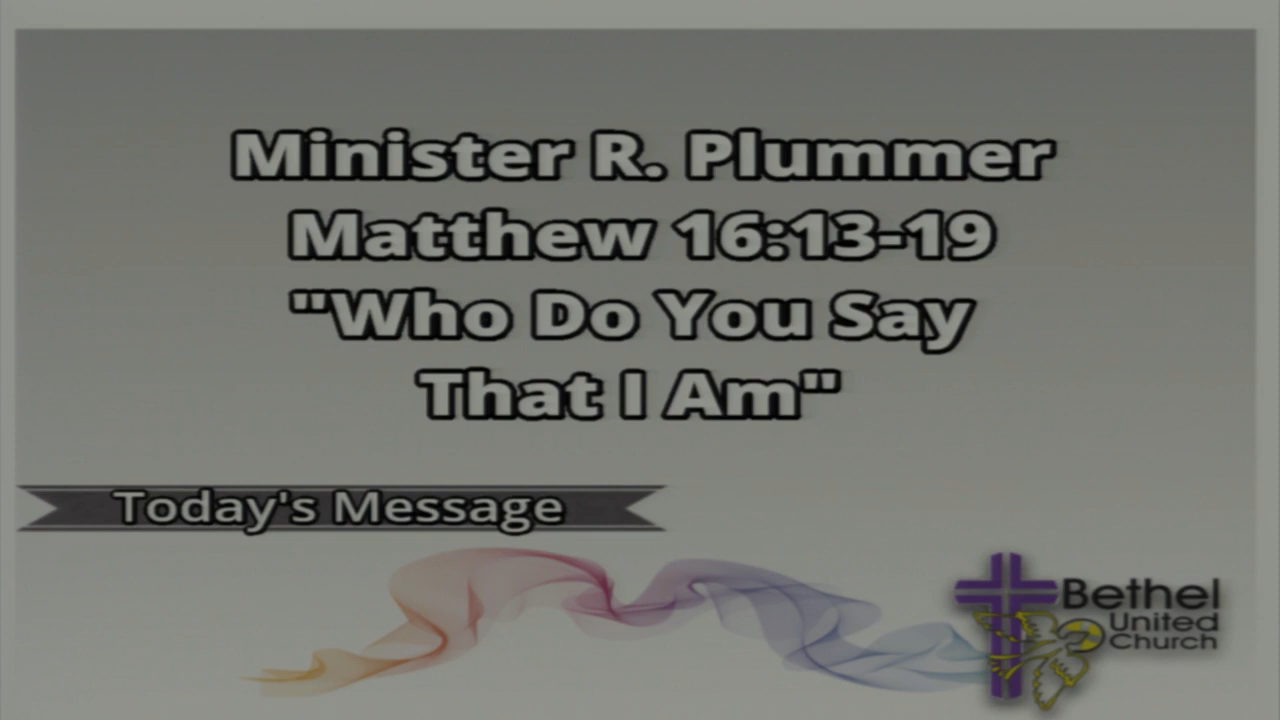 Minister R. Plummer
Matthew 16:13-19
"Who Do You Say
That I Am"
Today's Message
Bethel
United
Church